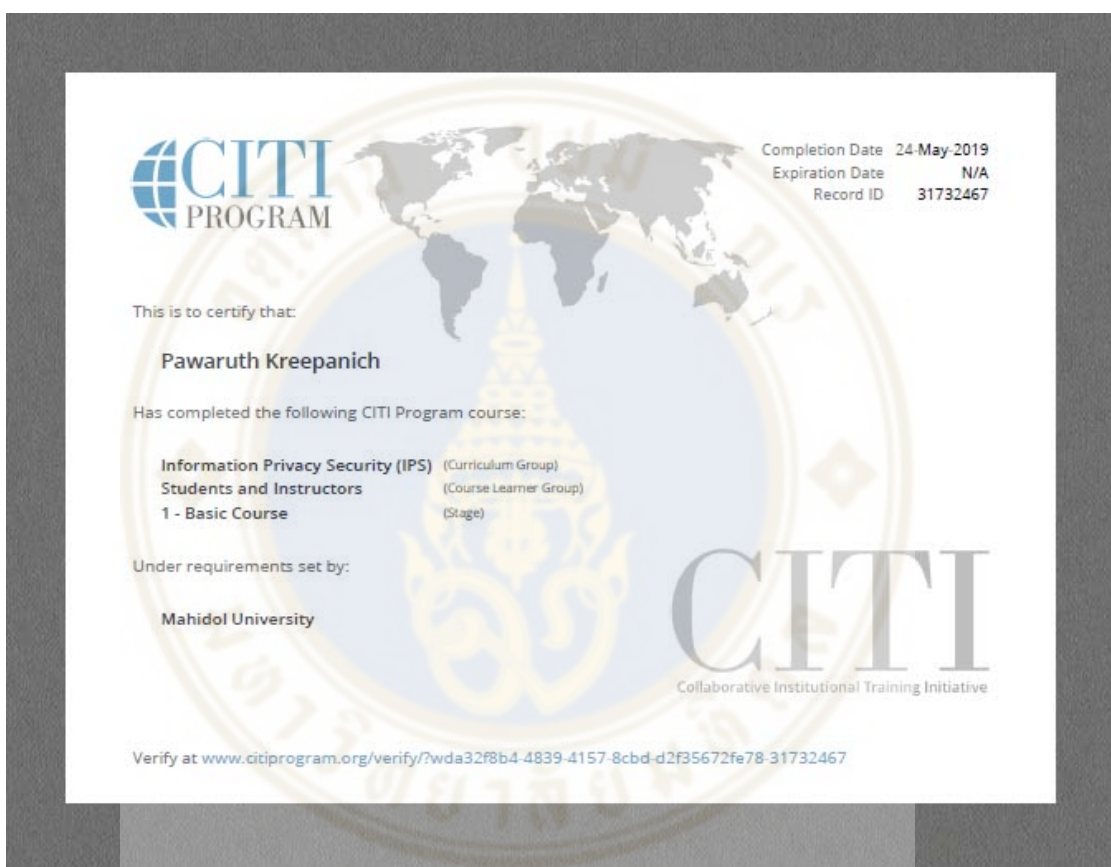 CITI
PROGRAM
Completion Date 24-May-2019
Expiration Date N/A
Record ID 31732467
This is to certify that:
Pawaruth Kreepanich
Has completed the following CITI Program course:
Information Privacy Security (IPS) (Curriculum Group)
Students and Instructors (Course Learner Group)
1 - Basic Course (Stage)
Under requirements set by:
Mahidol University
CITI
Collaborative Institutional Training Initiative
Verify at www.citiprogram.org/verify/?wda32f8b4-4839-4157-8cbd-d2f35672fe78-31732467